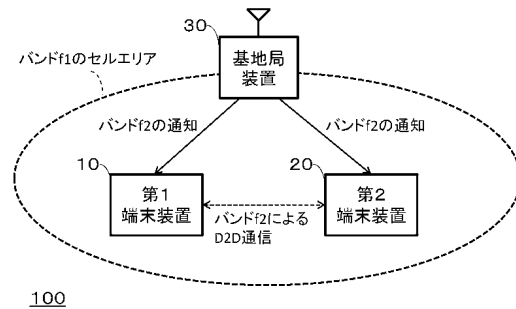 30
基地局
装置
バンドf1のセルエリア
バンドf2の通知
バンドf2の通知
10
第1
端末装置
20
第2
端末装置
バンドf2による
D2D通信
100